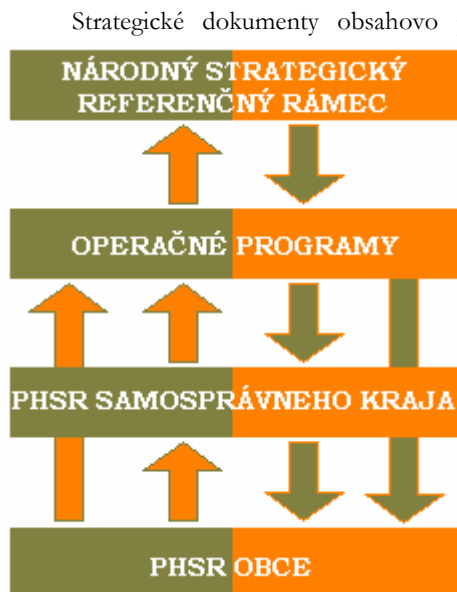 Strategické dokumenty obsahovo
NÁRODNÝ STRATEGICKÝ
REFERENČNÝ RÁMEC
OPERAČNÉ PROGRAMY
PHSR SAMOSPRÁVNEHO KRAJA
PHSR OBCE